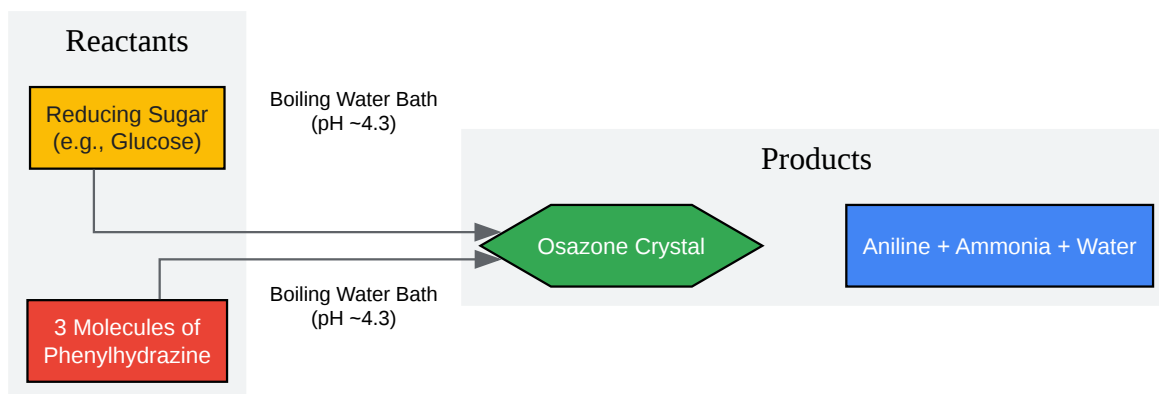 Reactants
Reducing Sugar
(e.g., Glucose)
Boiling Water Bath
(pH ~4.3)
Products
Osazone Crystal
Aniline + Ammonia + Water
Boiling Water Bath
(pH ~4.3)
3 Molecules of
Phenylhydrazine